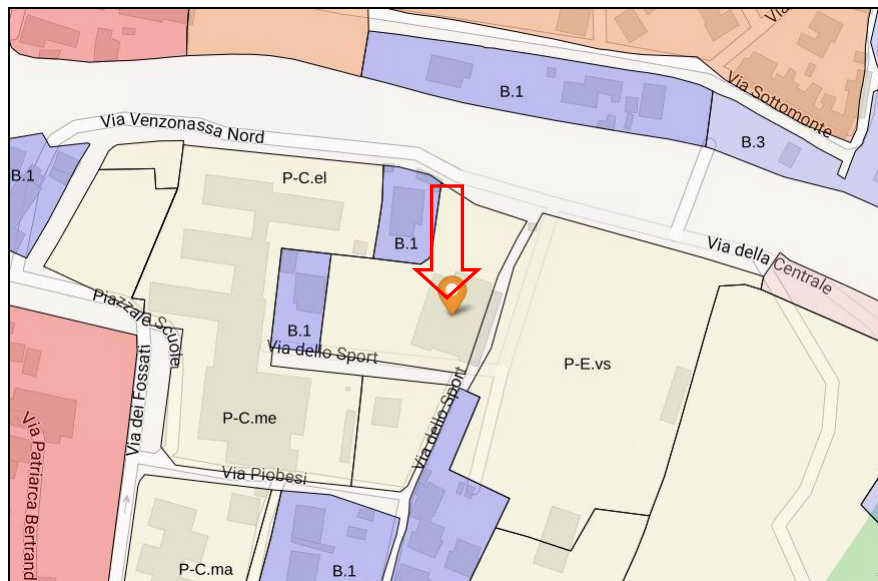 Via
B.1
Via Sottomonte
Via Venzonassa Nord
B.3
B.1
P-C.el
B.1
Via della Centrale
Piazzale Scuole
B.1
Via dello Sport
P-E.vs
Via dei Fossati
P-C.me
Via dello Sport
Via Patriarca Bertrand
Via Piobesi
P-C.ma
B.1